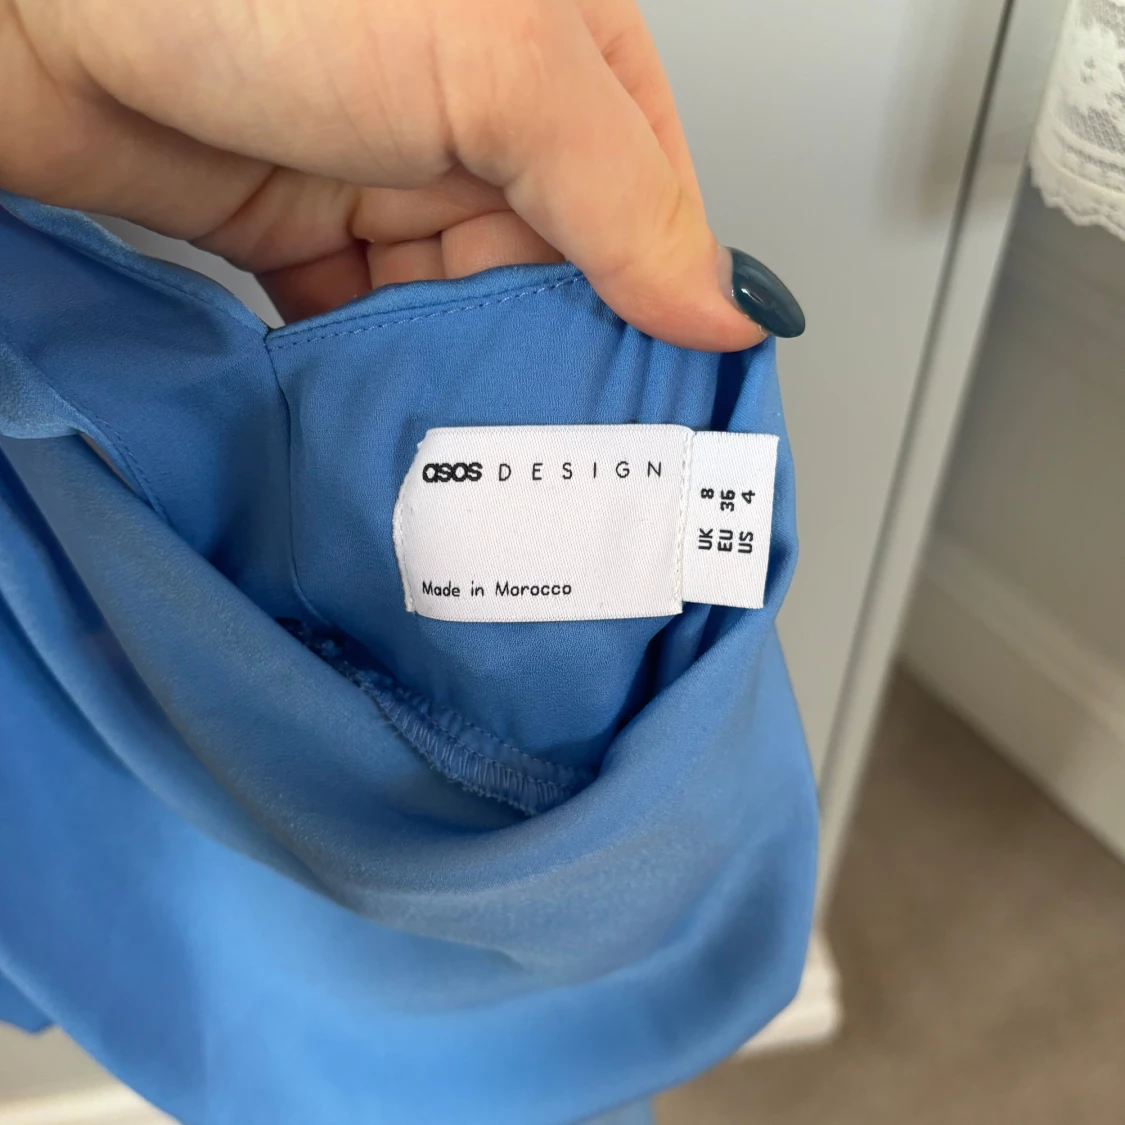 asos DESIGN
Made in Morocco
UK 8
EU 36
US 4